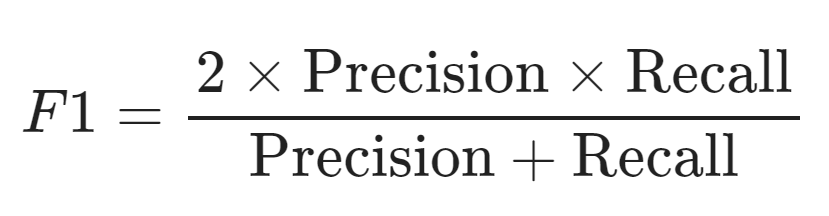 F1 = 2 × Precision × Recall
Precision + Recall